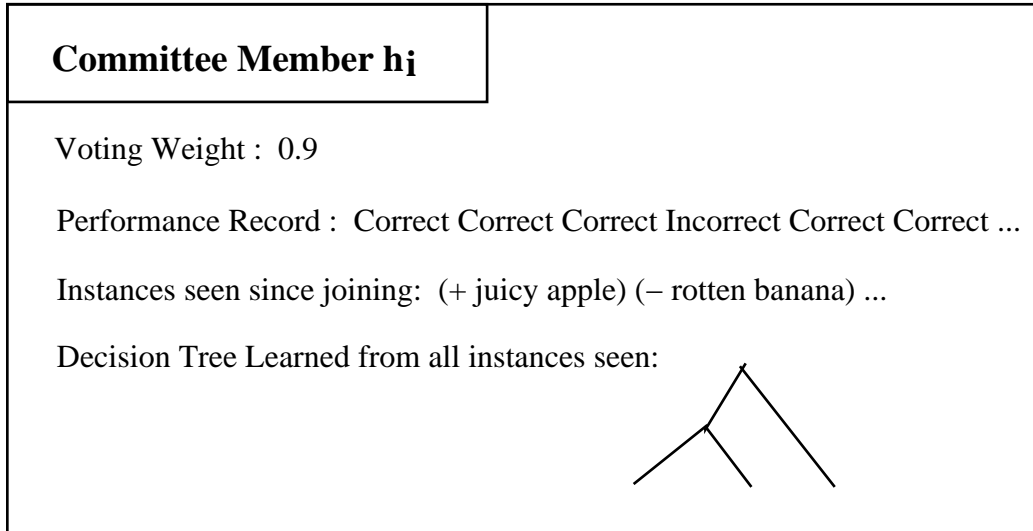 Committee Member hi
Voting Weight : 0.9
Performance Record : Correct Correct Correct Incorrect Correct Correct ...
Instances seen since joining: (+ juicy apple) (− rotten banana) ...
Decision Tree Learned from all instances seen: